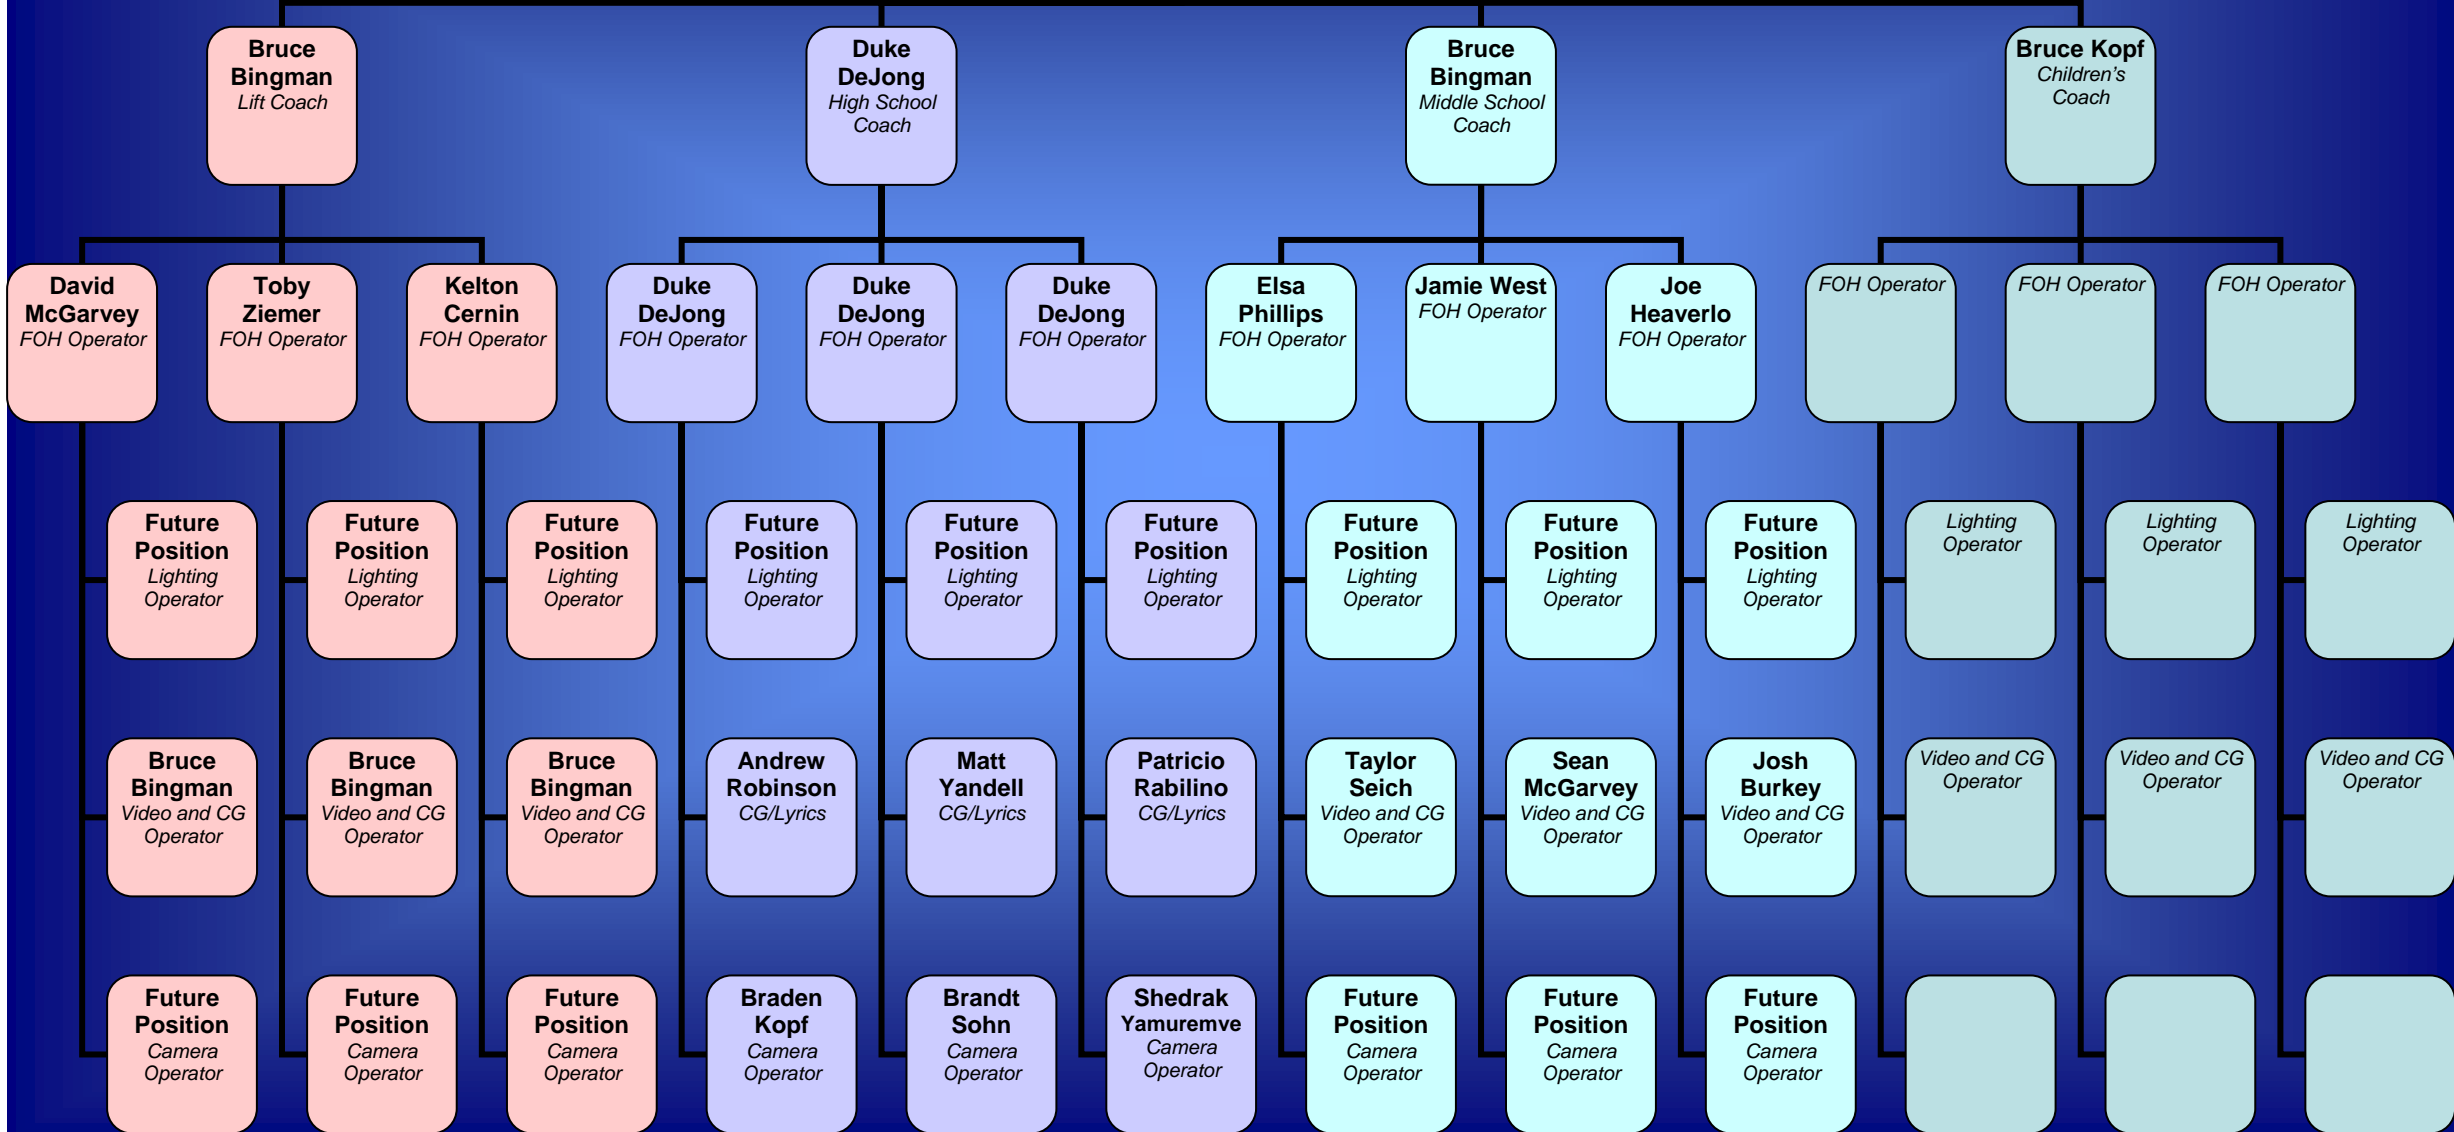 Bruce
Bingman
Lift Coach
Duke
DeJong
High School
Coach
Bruce
Bingman
Middle School
Coach
Bruce Kopf
Children's
Coach
David
McGarvey
FOH Operator
Toby
Ziemer
FOH Operator
Kelton
Cernin
FOH Operator
Duke
DeJong
FOH Operator
Duke
DeJong
FOH Operator
Duke
DeJong
FOH Operator
Elsa
Phillips
FOH Operator
Jamie West
FOH Operator
Joe
Heaverlo
FOH Operator
FOH Operator
FOH Operator
FOH Operator
Future
Position
Lighting
Operator
Future
Position
Lighting
Operator
Future
Position
Lighting
Operator
Future
Position
Lighting
Operator
Future
Position
Lighting
Operator
Future
Position
Lighting
Operator
Future
Position
Lighting
Operator
Future
Position
Lighting
Operator
Future
Position
Lighting
Operator
Lighting
Operator
Lighting
Operator
Lighting
Operator
Bruce
Bingman
Video and CG
Operator
Bruce
Bingman
Video and CG
Operator
Bruce
Bingman
Video and CG
Operator
Andrew
Robinson
CG/Lyrics
Matt
Yandell
CG/Lyrics
Patricio
Rabilino
CG/Lyrics
Taylor
Seich
Video and CG
Operator
Sean
McGarvey
Video and CG
Operator
Josh
Burkey
Video and CG
Operator
Video and CG
Operator
Video and CG
Operator
Video and CG
Operator
Future
Position
Camera
Operator
Future
Position
Camera
Operator
Future
Position
Camera
Operator
Braden
Kopf
Camera
Operator
Brandt
Sohn
Camera
Operator
Shedrak
Yamuremve
Camera
Operator
Future
Position
Camera
Operator
Future
Position
Camera
Operator
Future
Position
Camera
Operator